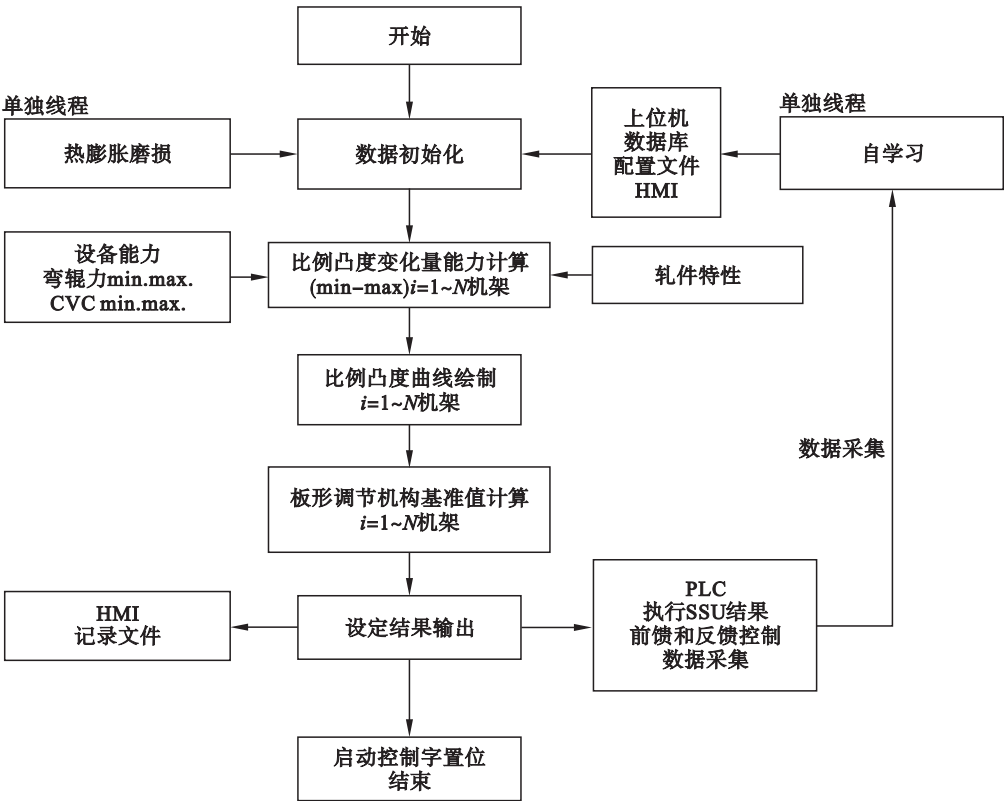 开始
单独线程
热膨胀磨损
数据初始化
上位机
数据库
配置文件
HMI
单独线程
自学习
设备能力
弯辊力min.max.
CVC min.max.
比例凸度变化量能力计算
(min-max)i=1~N机架
轧件特性
比例凸度曲线绘制
i=1~N机架
数据采集
板形调节机构基准值计算
i=1~N机架
HMI
记录文件
设定结果输出
PLC
执行SSU结果
前馈和反馈控制
数据采集
启动控制字置位
结束